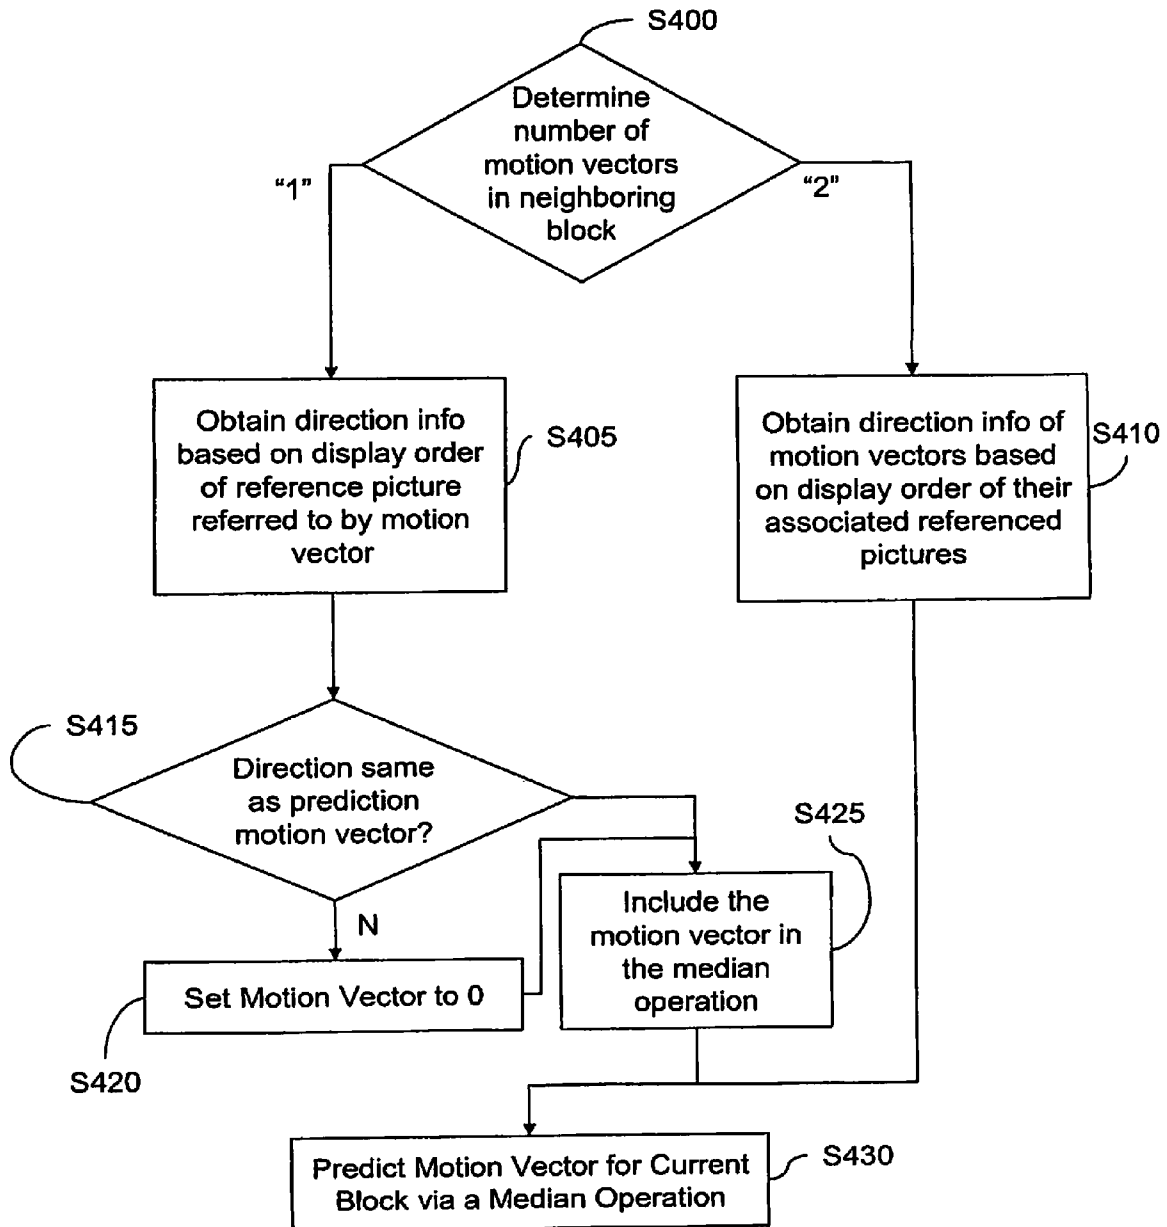 S400
Determine
number of
motion vectors
in neighboring
block
“1”
“2”
Obtain direction info
based on display order
of reference picture
referred to by motion
vector
S405
Obtain direction info of
motion vectors based
on display order of their
associated referenced
pictures
S410
S415
Direction same
as prediction
motion vector?
N
S425
Include the
motion vector in
the median
operation
Set Motion Vector to 0
S420
Predict Motion Vector for Current
Block via a Median Operation
S430